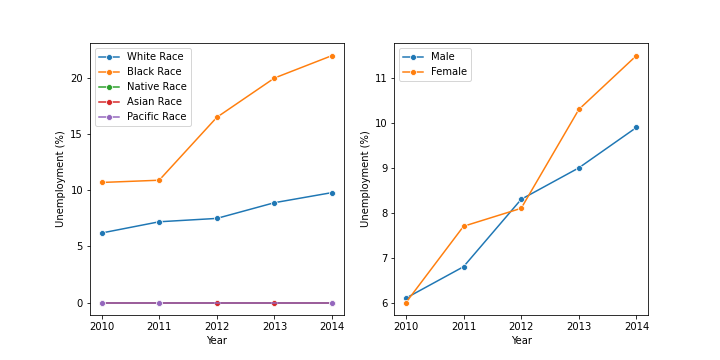 White Race
Black Race
Native Race
Asian Race
Pacific Race
Unemployment (%)
20
15
10
5
0
2010 2011 2012 2013 2014
Year
Male
Female
Unemployment (%)
11
10
9
8
7
6
2010 2011 2012 2013 2014
Year